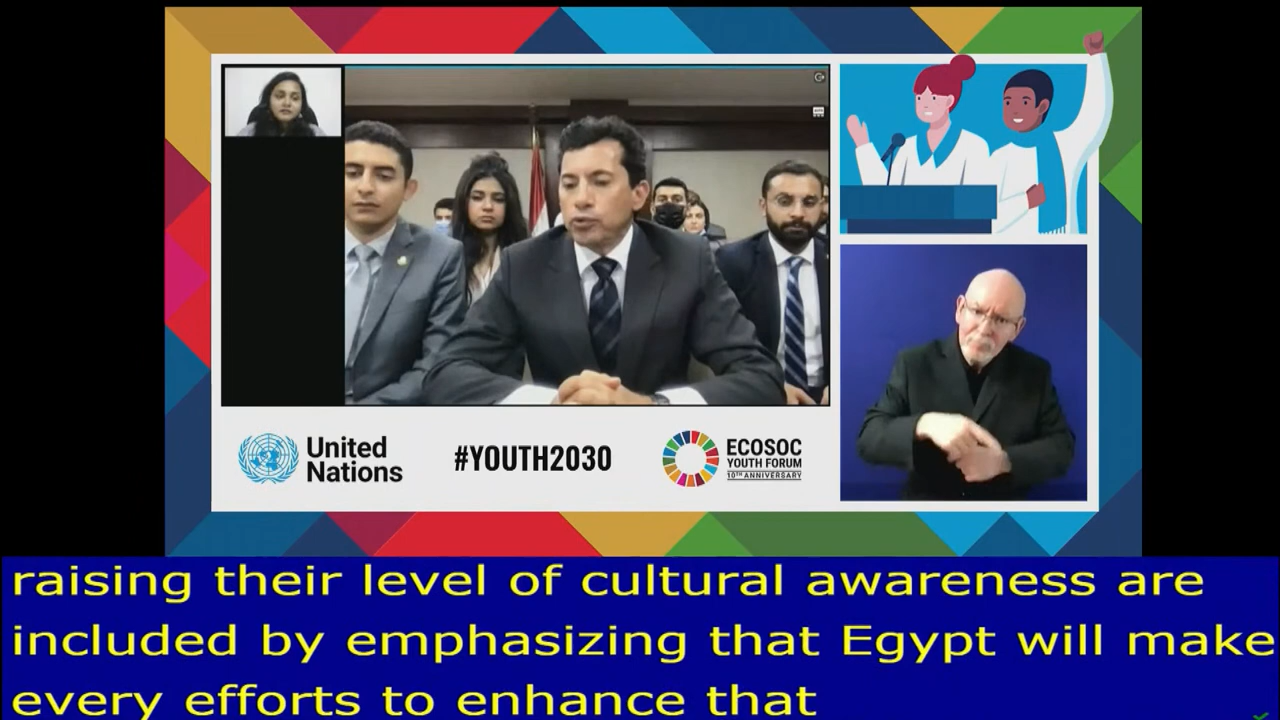 United
Nations
#YOUTH2030
ECOSOC
YOUTH FORUM
10TH ANNIVERSARY
raising their level of cultural awareness are
included by emphasizing that Egypt will make
every efforts to enhance that